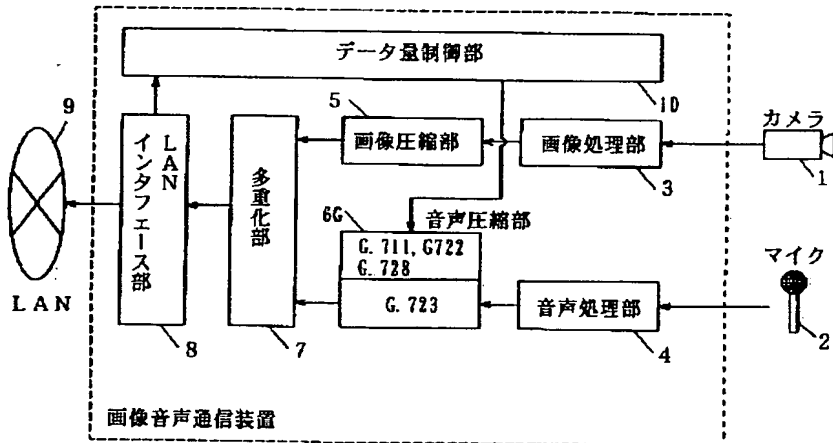 データ量制御部
10
9
5
カメラ
LAN
インタフェース部
多重化部
画像圧縮部
画像処理部
1
3
6G
音声圧縮部
G.711,G722
G.728
G.723
マイク
音声処理部
LAN
8
7
4
2
画像音声通信装置